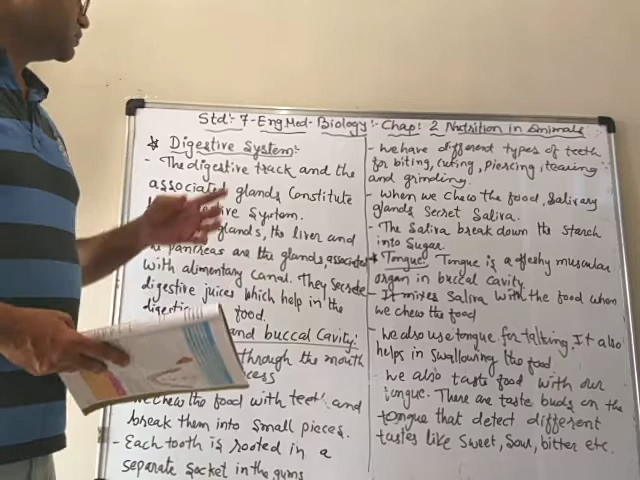 Std:- 7 - Eng Med - Biology:- Chap: 2 Nutrition in Animals
* Digestive System:-
- The digestive track and the
associated glands Constitute
digestive System.
glands, the liver and
pancreas are the glands, associated
with alimentary canal. They Secrete
digestive juices which help in the
food.
and buccal Cavity:
through the mouth
we chew the food with teeth and
break them into small pieces.
- Each tooth is rooted in a
separate socket in the gums
- We have different types of teeth
for biting, cuting, piercing, tearing
and grinding.
- when we chew the food, Salivary
glands Secret Saliva.
- The Saliva break down the starch
into Sugar.
* Tongue: Tongue is a fleshy muscular
organ in buccal cavity.
- It mixes Saliva with the food when
we chew the food
- We also use tongue for talking. It also
helps in swallowing the food
we also taste food with our
tongue. There are taste buds on the
tongue that detect different
tastes like Sweet, Sour, bitter etc.